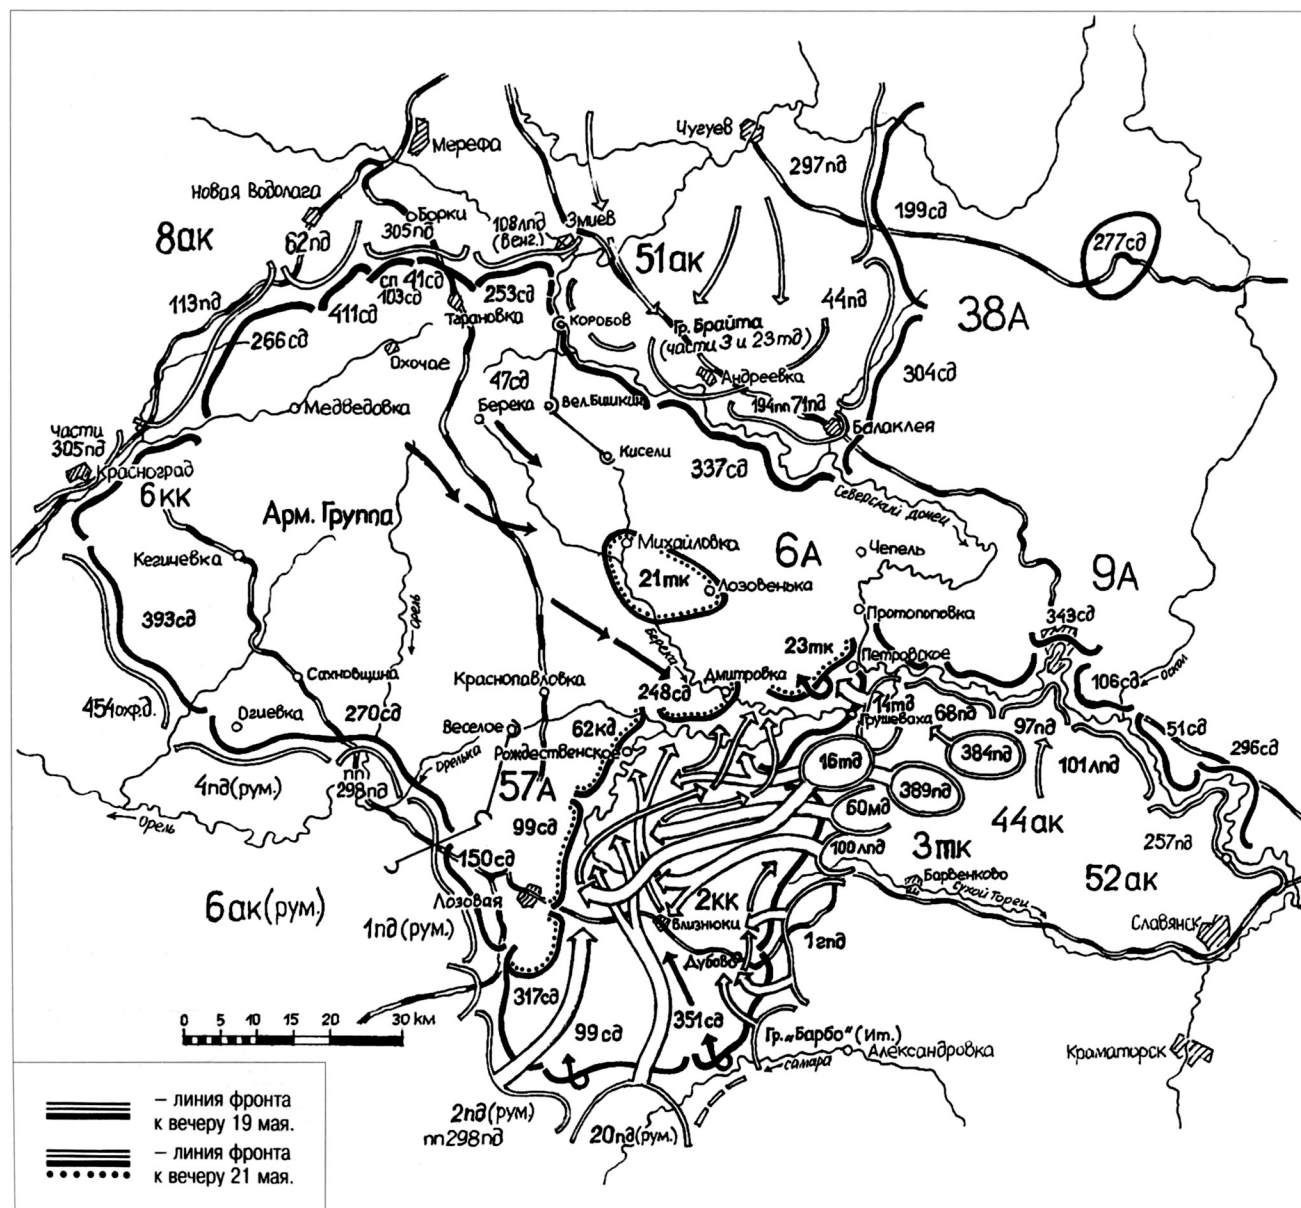 Чугуев
Мерефа
297пд
Новая Водолага
199сд
Борки
305пд
108лпд
(венг.)
Змиев
8ак
62пд
277сд
51ак
сп 41сд
103сд
253сд
44пд
113пд
411сд
Тарановка
Коробов
Гр. Брайта
(части 3 и 23тд)
38А
266сд
Охочае
Андреевка
304сд
47сд
Медведовка
Берека
Вел.Бишкин
194пп 71пд
Балаклея
части
305пд
Кисели
337сд
Красноград
6кк
Северский донец
Арм. Группа
Михайловка
6А
Чепель
Кегичевка
21тк
Лозовенька
9А
Протопоповка
343сд
393сд
Орель
Берека
23тк
Петровское
Сахновщина
Краснопавловка
Дмитровка
106сд
Оскол
248сд
454охр.д.
14тд
Огиевка
270сд
Грушеваха
68пд
Веселое
62кд
97пд
51сд
Орелька
Рождественское
384пд
296сд
4пд(рум.)
пп
298пд
16тд
101лпд
57А
389пд
Орель
60мд
44ак
99сд
100лпд
257пд
150сд
3тк
Барвенково
Сухой Торец
52ак
Лозовая
2кк
6ак(рум.)
Близнюки
Славянск
1пд(рум.)
1гпд
Дубово
317сд
0 5 10 15 20 30 км
99сд
351сд
Гр. „Барбо“ (Ит.)
Самара
Александровка
Краматорск
2пд(рум.)
пп298пд
20пд(рум.)
– линия фронта
к вечеру 19 мая.
– линия фронта
к вечеру 21 мая.